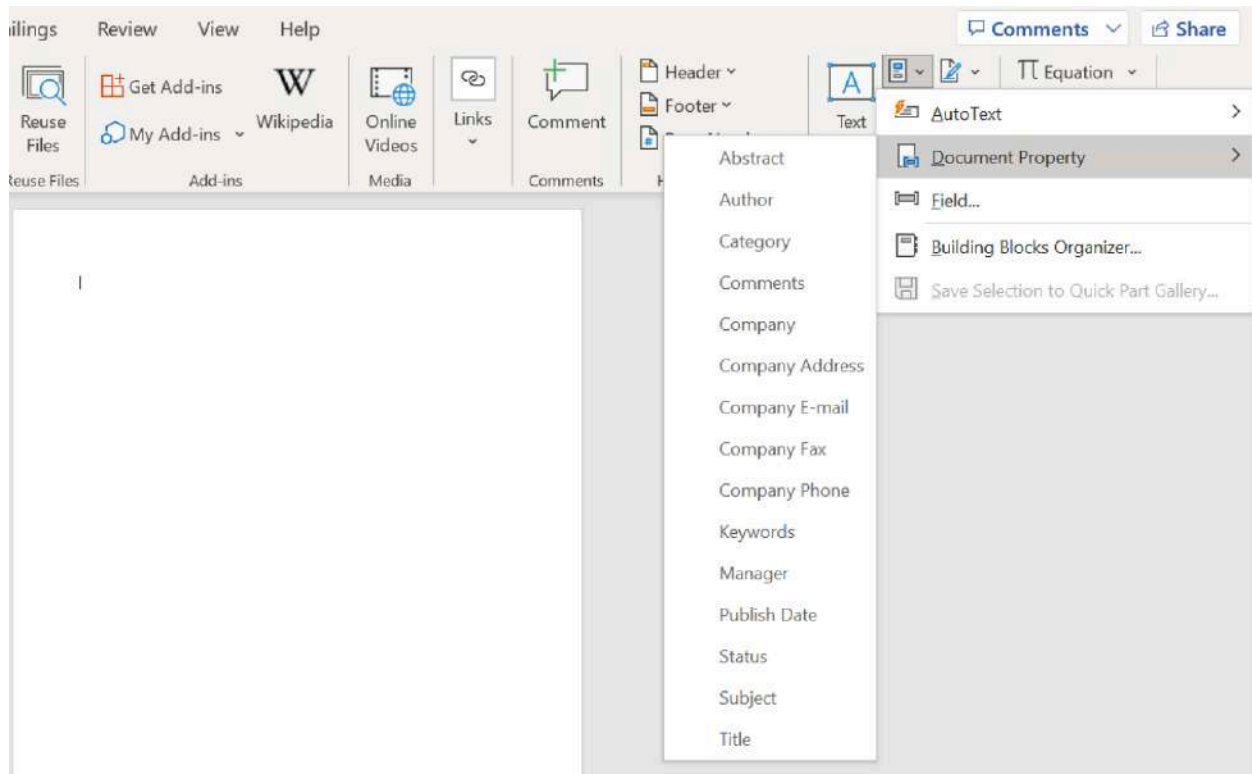 ilings Review View Help Comments Share
Reuse Files
Get Add-ins
My Add-ins
Wikipedia
Online Videos
Links
Comment
Header
Footer
Text
π Equation
Reuse Files Add-ins Media Comments
AutoText
Document Property
Field...
Building Blocks Organizer...
Save Selection to Quick Part Gallery...
Abstract
Author
Category
Comments
Company
Company Address
Company E-mail
Company Fax
Company Phone
Keywords
Manager
Publish Date
Status
Subject
Title